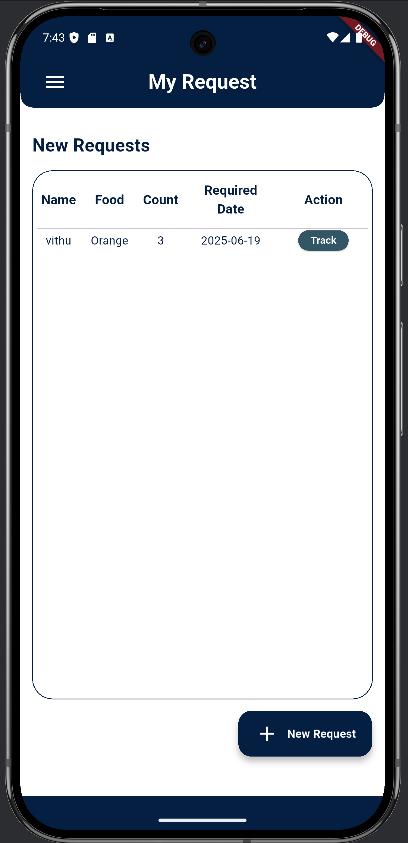 7:43
DEBUG
My Request
New Requests
Name Food Count Required Date Action
vithu Orange 3 2025-06-19 Track
+ New Request